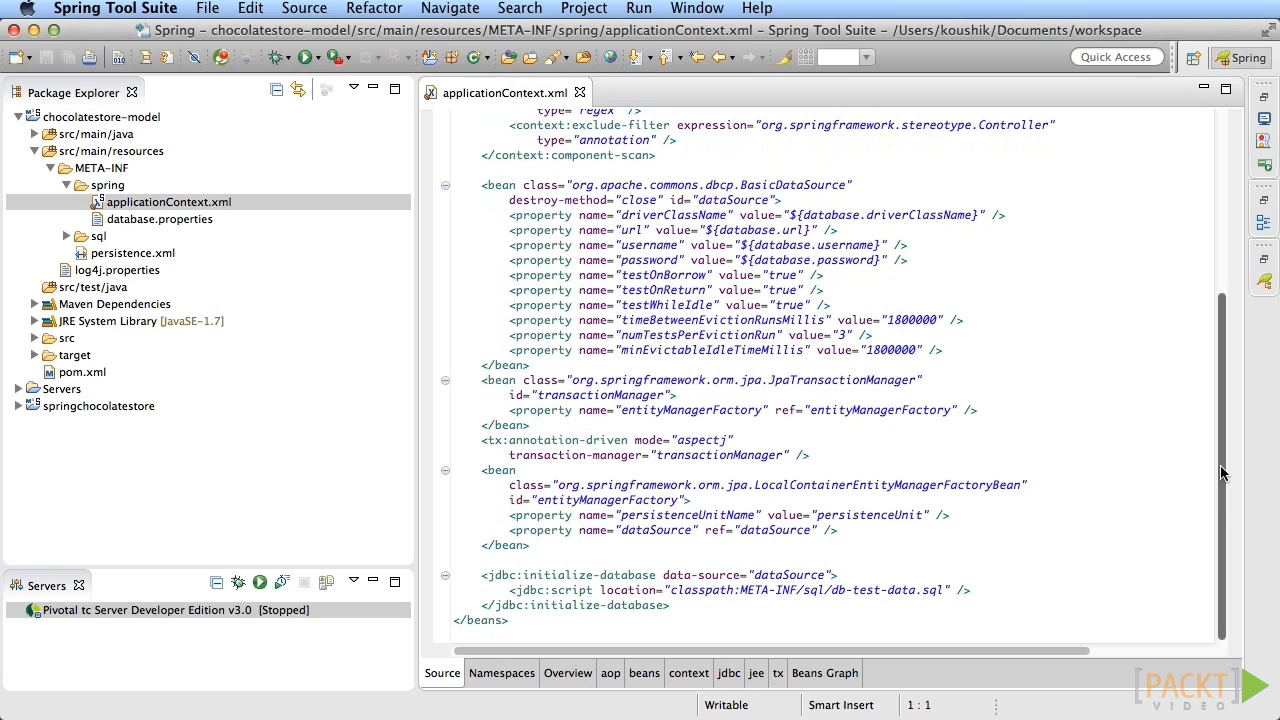 Spring Tool Suite File Edit Source Refactor Navigate Search Project Run Window Help
Spring – chocolatestore-model/src/main/resources/META-INF/spring/applicationContext.xml – Spring Tool Suite – /Users/koushik/Documents/workspace
Quick Access
Spring
Package Explorer
chocolatestore-model
src/main/java
src/main/resources
META-INF
spring
applicationContext.xml
database.properties
sql
persistence.xml
log4j.properties
src/test/java
Maven Dependencies
JRE System Library [JavaSE-1.7]
src
target
pom.xml
Servers
springchocolatestore
Servers
Pivotal tc Server Developer Edition v3.0 [Stopped]
applicationContext.xml
type="regex" />
<context:exclude-filter expression="org.springframework.stereotype.Controller"
type="annotation" />
</context:component-scan>
<bean class="org.apache.commons.dbcp.BasicDataSource"
destroy-method="close" id="dataSource">
<property name="driverClassName" value="${database.driverClassName}" />
<property name="url" value="${database.url}" />
<property name="username" value="${database.username}" />
<property name="password" value="${database.password}" />
<property name="testOnBorrow" value="true" />
<property name="testOnReturn" value="true" />
<property name="testWhileIdle" value="true" />
<property name="timeBetweenEvictionRunsMillis" value="1800000" />
<property name="numTestsPerEvictionRun" value="3" />
<property name="minEvictableIdleTimeMillis" value="1800000" />
</bean>
<bean class="org.springframework.orm.jpa.JpaTransactionManager"
id="transactionManager">
<property name="entityManagerFactory" ref="entityManagerFactory" />
</bean>
<tx:annotation-driven mode="aspectj"
transaction-manager="transactionManager" />
<bean
class="org.springframework.orm.jpa.LocalContainerEntityManagerFactoryBean"
id="entityManagerFactory">
<property name="persistenceUnitName" value="persistenceUnit" />
<property name="dataSource" ref="dataSource" />
</bean>
<jdbc:initialize-database data-source="dataSource">
<jdbc:script location="classpath:META-INF/sql/db-test-data.sql" />
</jdbc:initialize-database>
</beans>
Source Namespaces Overview aop beans context jdbc jee tx Beans Graph
Writable Smart Insert 1 : 1
PACKT
VIDEO